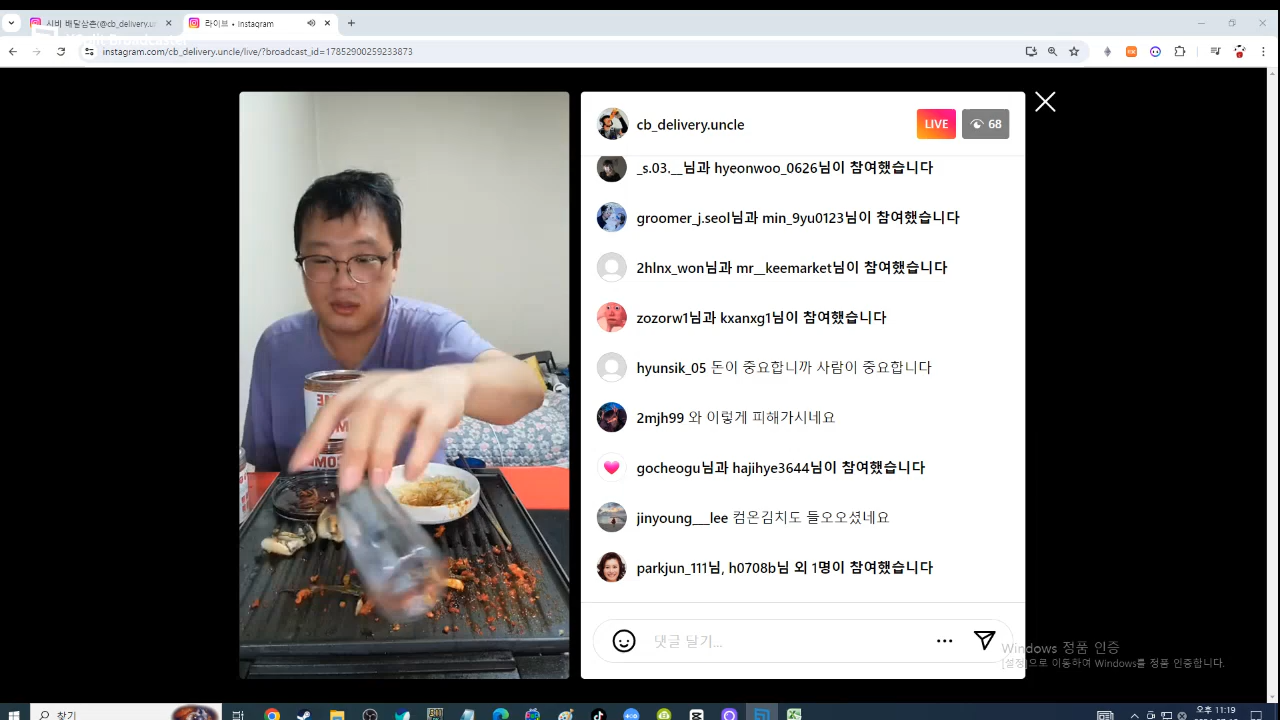 시비 배달삼촌(@cb_delivery.un
라이브 • Instagram
instagram.com/cb_delivery.uncle/live/?broadcast_id=17852900259233873
cb_delivery.uncle
LIVE
68
_s.03.__님과 hyeonwoo_0626님이 참여했습니다
groomer_j.seol님과 min_9yu0123님이 참여했습니다
2hlnx_won님과 mr__keemarket님이 참여했습니다
zozorw1님과 kxanxg1님이 참여했습니다
hyunsik_05 돈이 중요합니까 사람이 중요합니다
2mjh99 와 이렇게 피해가시네요
gocheogu님과 hajihye3644님이 참여했습니다
jinyoung___lee 컴온김치도 들오오셨네요
parkjun_111님, h0708b님 외 1명이 참여했습니다
댓글 달기...
Windows 정품 인증
[설정]으로 이동하여 Windows를 정품 인증합니다.
찾기
오후 11:19